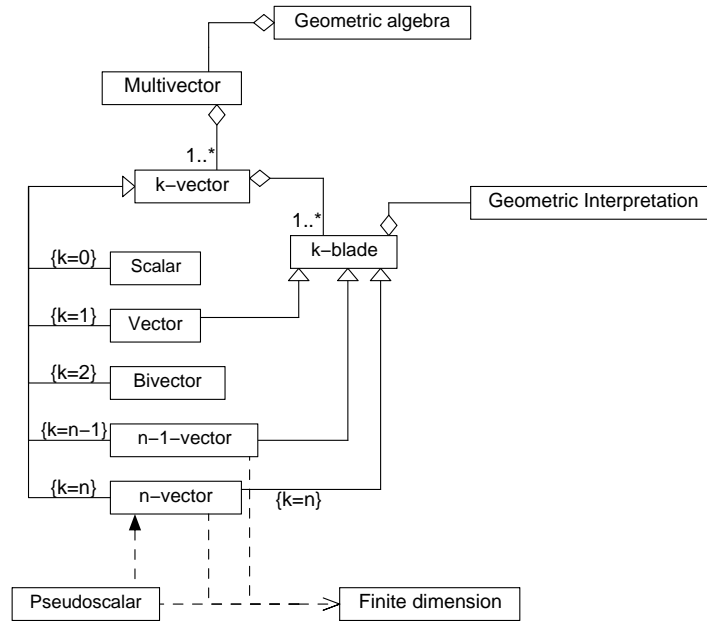 Geometric algebra
Multivector
1..*
k−vector
Geometric Interpretation
1..*
k−blade
{k=0}
Scalar
{k=1}
Vector
{k=2}
Bivector
{k=n−1}
n−1−vector
{k=n}
n−vector
{k=n}
Pseudoscalar
Finite dimension